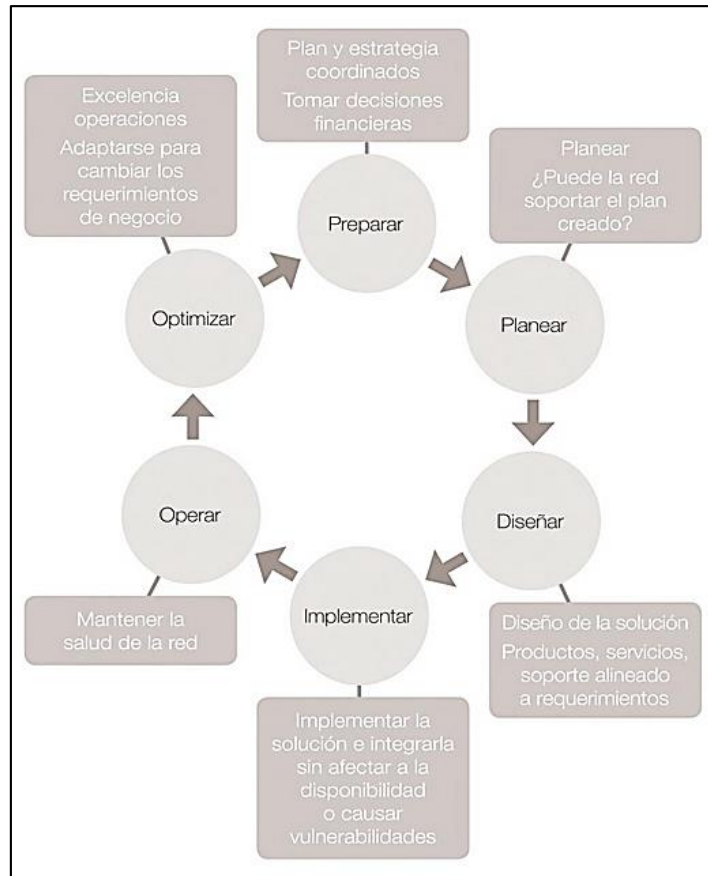 Plan y estrategia
coordinados
Tomar decisiones
financieras
Preparar
Planear
¿Puede la red
soportar el plan
creado?
Planear
Diseñar
Diseño de la solución
Productos, servicios,
soporte alineado
a requerimientos
Implementar
Implementar la
solución e integrarla
sin afectar a la
disponibilidad
o causar
vulnerabilidades
Operar
Mantener la
salud de la red
Optimizar
Excelencia
operaciones
Adaptarse para
cambiar los
requerimientos
de negocio